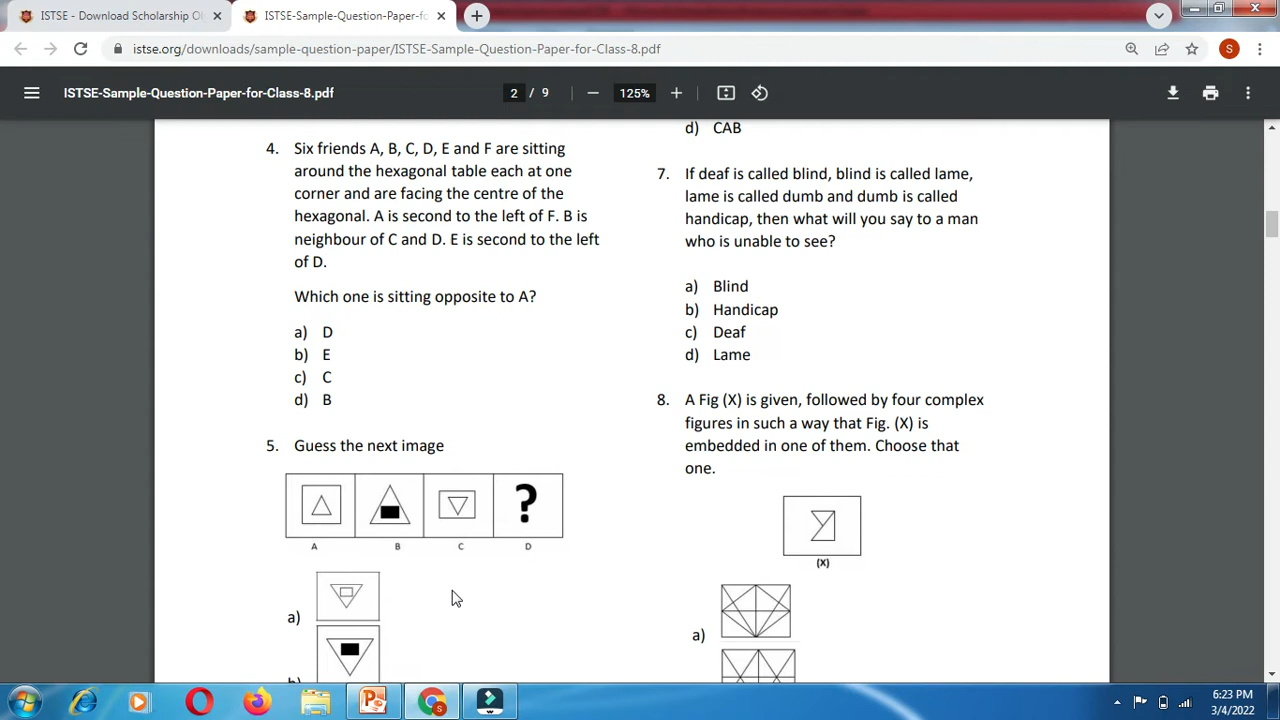 ISTSE - Download Scholarship Ol
ISTSE-Sample-Question-Paper-fo
istse.org/downloads/sample-question-paper/ISTSE-Sample-Question-Paper-for-Class-8.pdf
S
ISTSE-Sample-Question-Paper-for-Class-8.pdf
2 / 9
125%
4. Six friends A, B, C, D, E and F are sitting
around the hexagonal table each at one
corner and are facing the centre of the
hexagonal. A is second to the left of F. B is
neighbour of C and D. E is second to the left
of D.
Which one is sitting opposite to A?
a) D
b) E
c) C
d) B
5. Guess the next image
?
A B C D
a)
b)
d) CAB
7. If deaf is called blind, blind is called lame,
lame is called dumb and dumb is called
handicap, then what will you say to a man
who is unable to see?
a) Blind
b) Handicap
c) Deaf
d) Lame
8. A Fig (X) is given, followed by four complex
figures in such a way that Fig. (X) is
embedded in one of them. Choose that
one.
(X)
a)
S
6:23 PM
3/4/2022